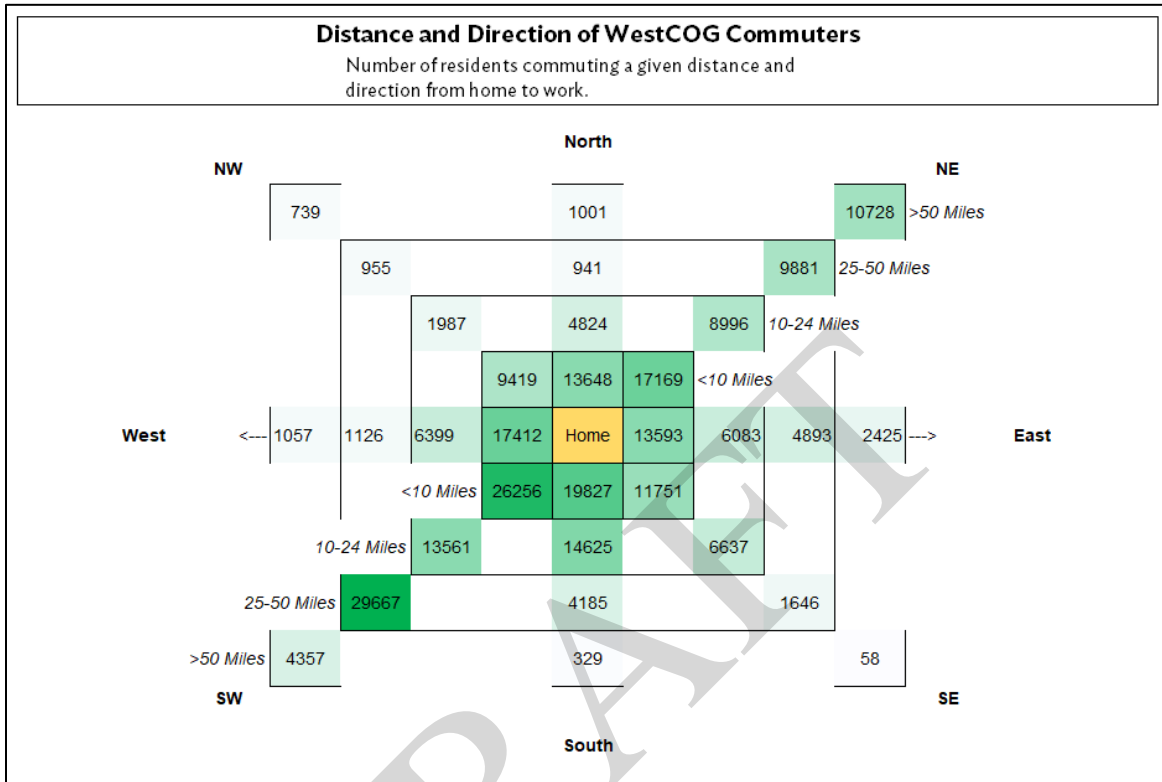 Distance and Direction of WestCOG Commuters
Number of residents commuting a given distance and
direction from home to work.
North
NW NE
739 1001 10728 >50 Miles
955 941 9881 25-50 Miles
1987 4824 8996 10-24 Miles
9419 13648 17169 <10 Miles
West <--- 1057 1126 6399 17412 Home 13593 6083 4893 2425 ---> East
<10 Miles 26256 19827 11751
10-24 Miles 13561 14625 6637
25-50 Miles 29667 4185 1646
>50 Miles 4357 329 58
SW SE
South
DRAFT